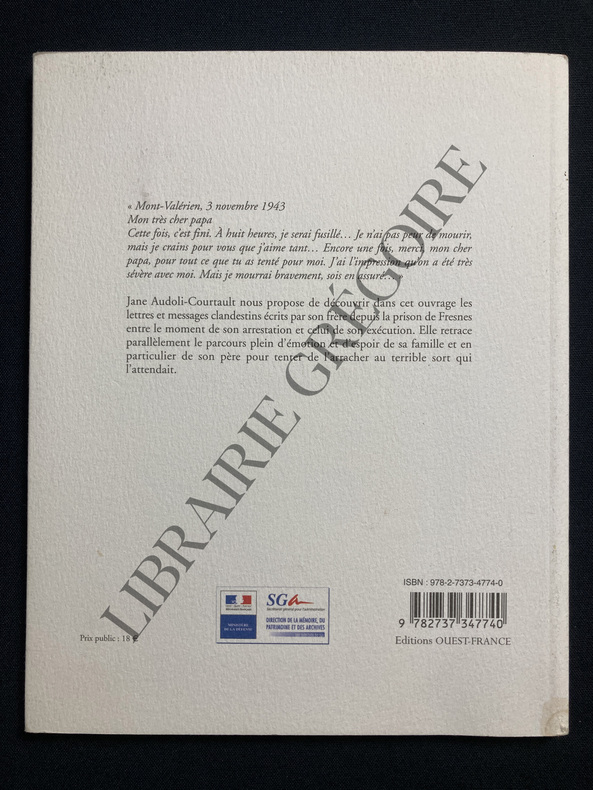 « Mont-Valérien, 3 novembre 1943
Mon très cher papa
Cette fois, c'est fini. À huit heures, je serai fusillé… Je n'ai pas peur de mourir,
mais je crains pour vous que j'aime tant… Encore une fois, merci, mon cher
papa, pour tout ce que tu as tenté pour moi. J'ai l'impression qu'on a été très
sévère avec moi. Mais je mourrai bravement, sois en assuré…
Jane Audoli-Courtault nous propose de découvrir dans cet ouvrage les
lettres et messages clandestins écrits par son frère depuis la prison de Fresnes
entre le moment de son arrestation et celui de son exécution. Elle retrace
parallèlement le parcours plein d'émotion et d'espoir de sa famille et en
particulier de son père pour tenter de l'arracher au terrible sort qui
l'attendait.
LIBRAIRIE GRÉGOIRE
ISBN : 978-2-7373-4774-0
9 782737 347740
Editions OUEST-FRANCE
Prix public : 18 €
MINISTÈRE
DE LA DÉFENSE
SGA
DIRECTION DE LA MÉMOIRE, DU
PATRIMOINE ET DES ARCHIVES